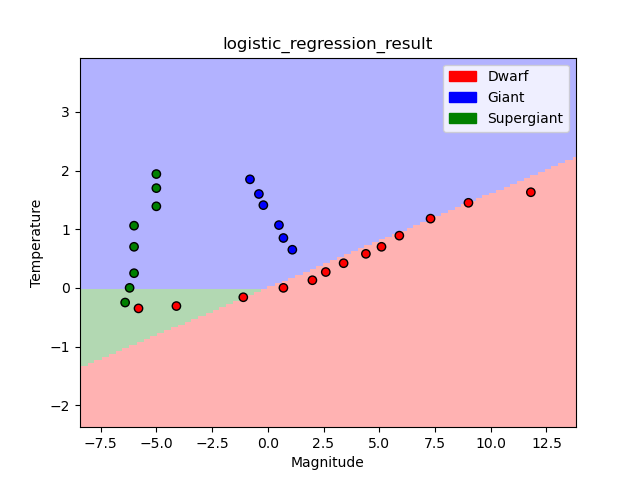 logistic_regression_result
Dwarf
Giant
Supergiant
Temperature
3
2
1
0
−1
−2
−7.5 −5.0 −2.5 0.0 2.5 5.0 7.5 10.0 12.5
Magnitude